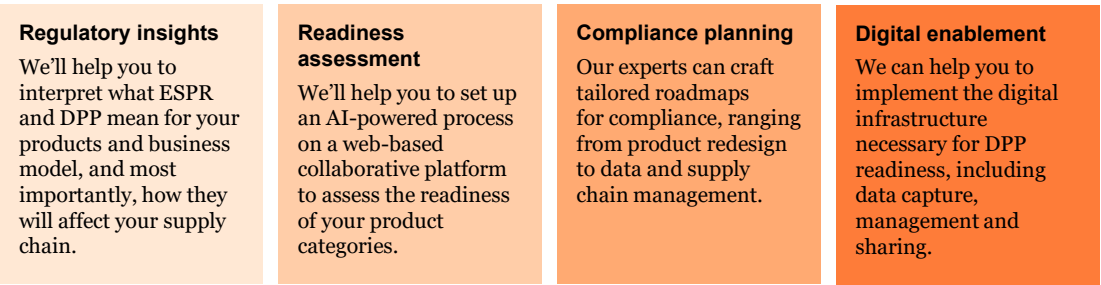 Regulatory insights
We’ll help you to
interpret what ESPR
and DPP mean for your
products and business
model, and most
importantly, how they
will affect your supply
chain.
Readiness
assessment
We’ll help you to set up
an AI-powered process
on a web-based
collaborative platform
to assess the readiness
of your product
categories.
Compliance planning
Our experts can craft
tailored roadmaps
for compliance, ranging
from product redesign
to data and supply
chain management.
Digital enablement
We can help you to
implement the digital
infrastructure
necessary for DPP
readiness, including
data capture,
management and
sharing.